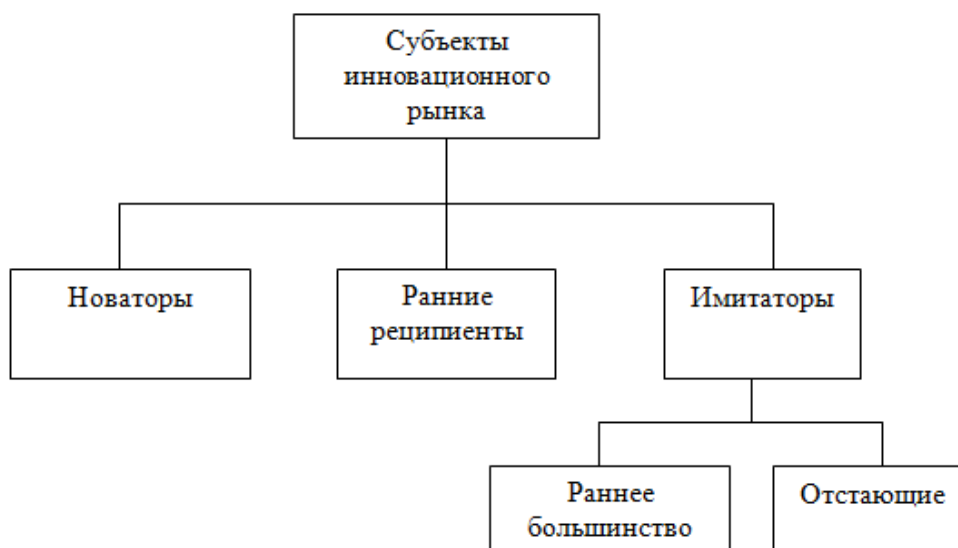 Субъекты
инновационного
рынка
Новаторы
Ранние
реципиенты
Имитаторы
Раннее
большинство
Отстающие